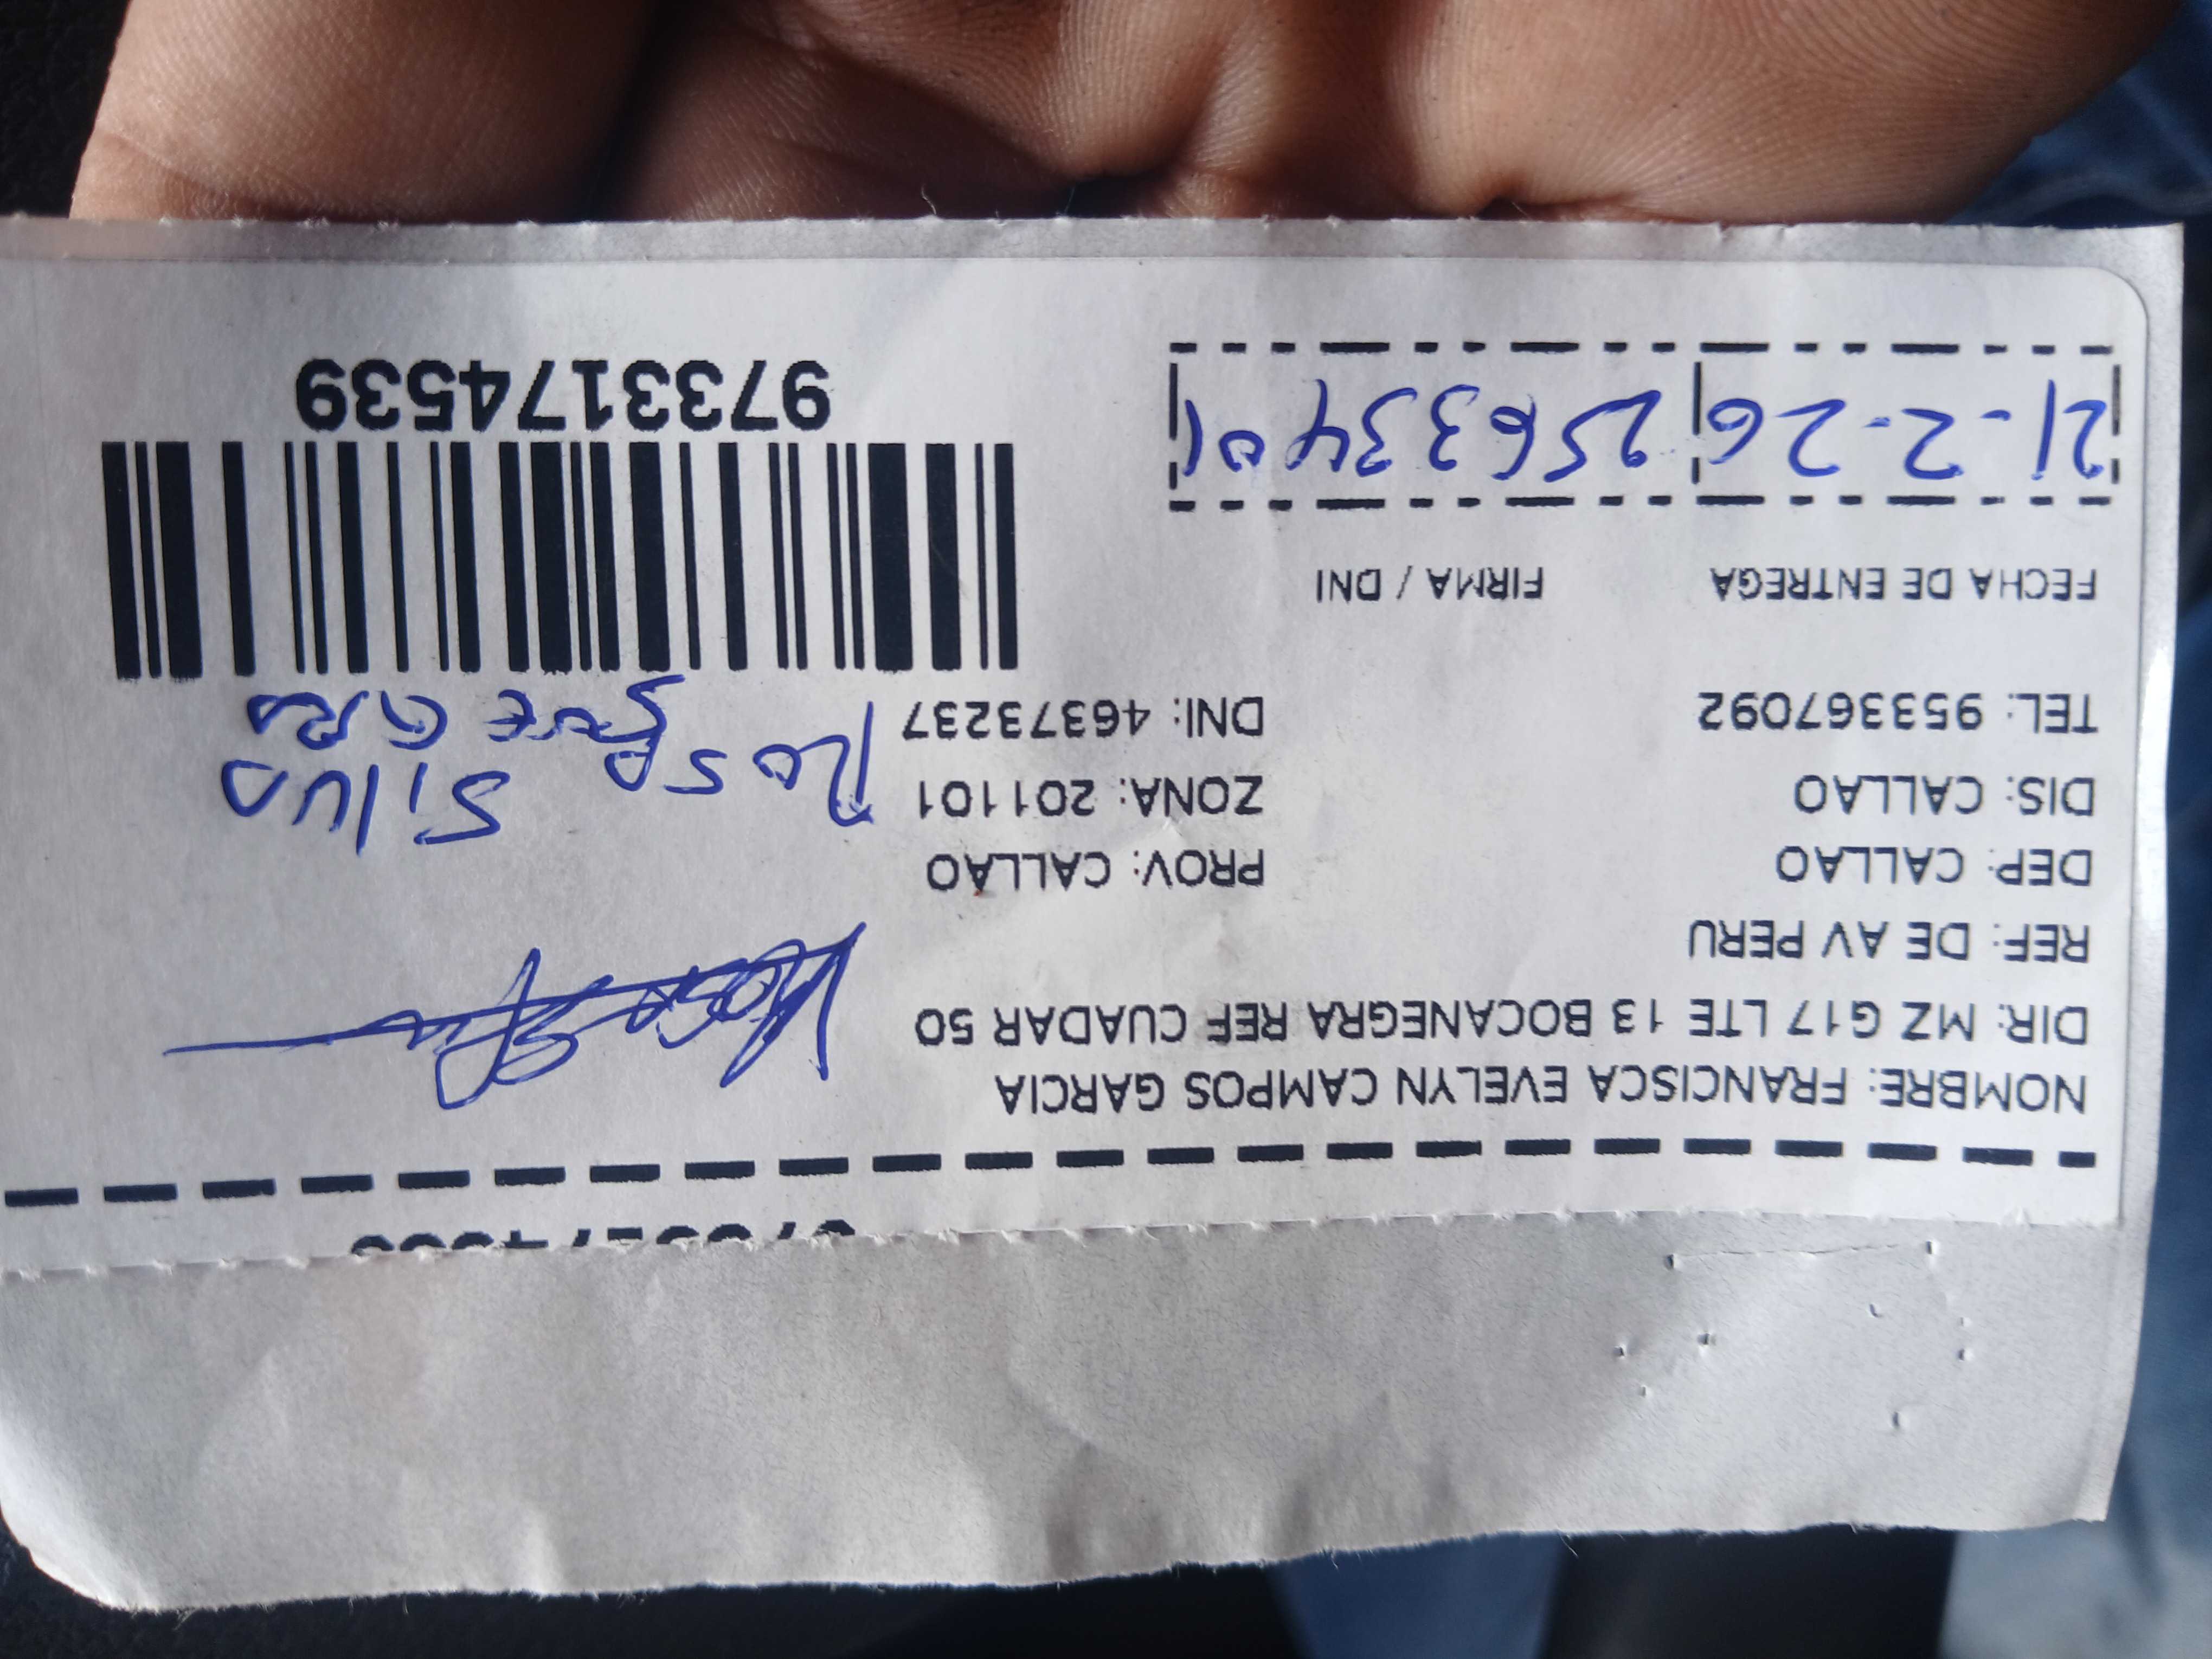 NOMBRE: FRANCISCA EVELYN CAMPOS GARCIA
DIR: MZ G17 LTE 13 BOCANEGRA REF CUADAR 50
REF: DE AV PERU
DEP: CALLAO PROV: CALLAO
DIS: CALLAO ZONA: 201101
TEL: 953367092 DNI: 46373237
Rosa Silva
FECHA DE ENTREGA FIRMA / DNI
21-2-26 25633401
9733174539